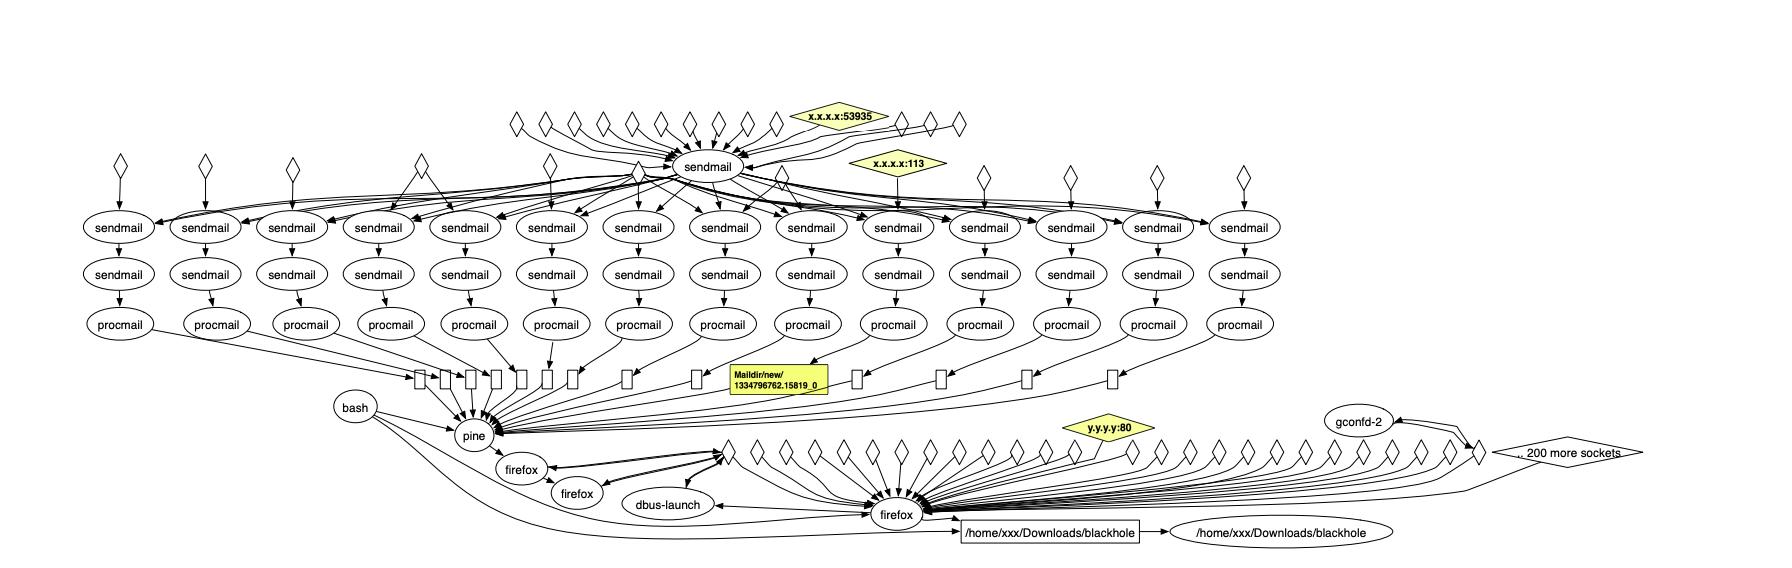 x.x.x.x:53935
sendmail
x.x.x.x:113
sendmail sendmail sendmail sendmail sendmail sendmail sendmail sendmail sendmail sendmail sendmail sendmail sendmail sendmail
sendmail sendmail sendmail sendmail sendmail sendmail sendmail sendmail sendmail sendmail sendmail sendmail sendmail sendmail
procmail procmail procmail procmail procmail procmail procmail procmail procmail procmail procmail procmail procmail procmail
Maildir/new/
1334796762.15819_0
bash
pine
y.y.y.y:80
gconfd-2
.. 200 more sockets
firefox
firefox
dbus-launch
firefox
/home/xxx/Downloads/blackhole
/home/xxx/Downloads/blackhole